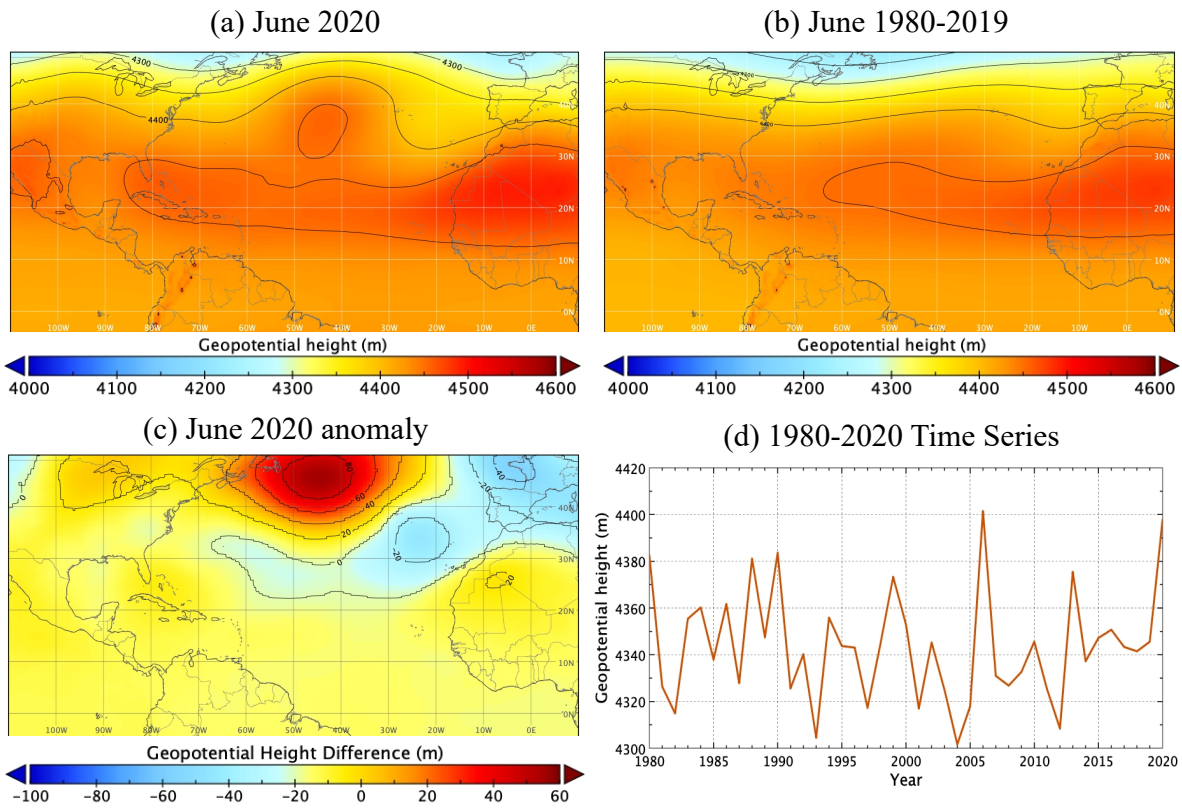 (a) June 2020
4300
4300
4400
40N
30N
20N
10N
0N
100W 90W 80W 70W 60W 50W 40W 30W 20W 10W 0E
Geopotential height (m)
4000 4100 4200 4300 4400 4500 4600
(b) June 1980-2019
4300
4400
40N
30N
20N
10N
0N
100W 90W 80W 70W 60W 50W 40W 30W 20W 10W 0E
Geopotential height (m)
4000 4100 4200 4300 4400 4500 4600
(c) June 2020 anomaly
0
80
60
40
20
0
-20
-40
-20
20
40N
30N
20N
10N
0N
100W 90W 80W 70W 60W 50W 40W 30W 20W 10W 0E
Geopotential Height Difference (m)
−100 −80 −60 −40 −20 0 20 40 60
(d) 1980-2020 Time Series
Geopotential height (m)
4420
4400
4380
4360
4340
4320
4300
1980 1985 1990 1995 2000 2005 2010 2015 2020
Year